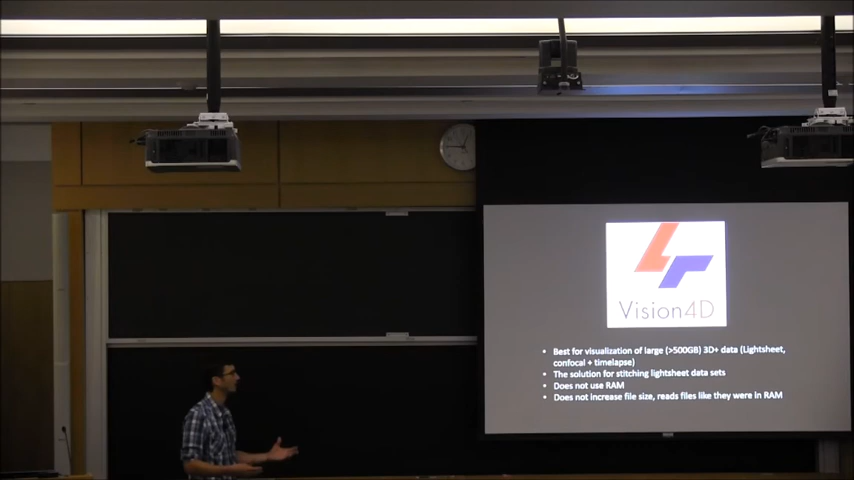 Vision4D
• Best for visualization of large (>500GB) 3D+ data (Lightsheet,
confocal + timelapse)
• The solution for stitching lightsheet data sets
• Does not use RAM
• Does not increase file size, reads files like they were in RAM